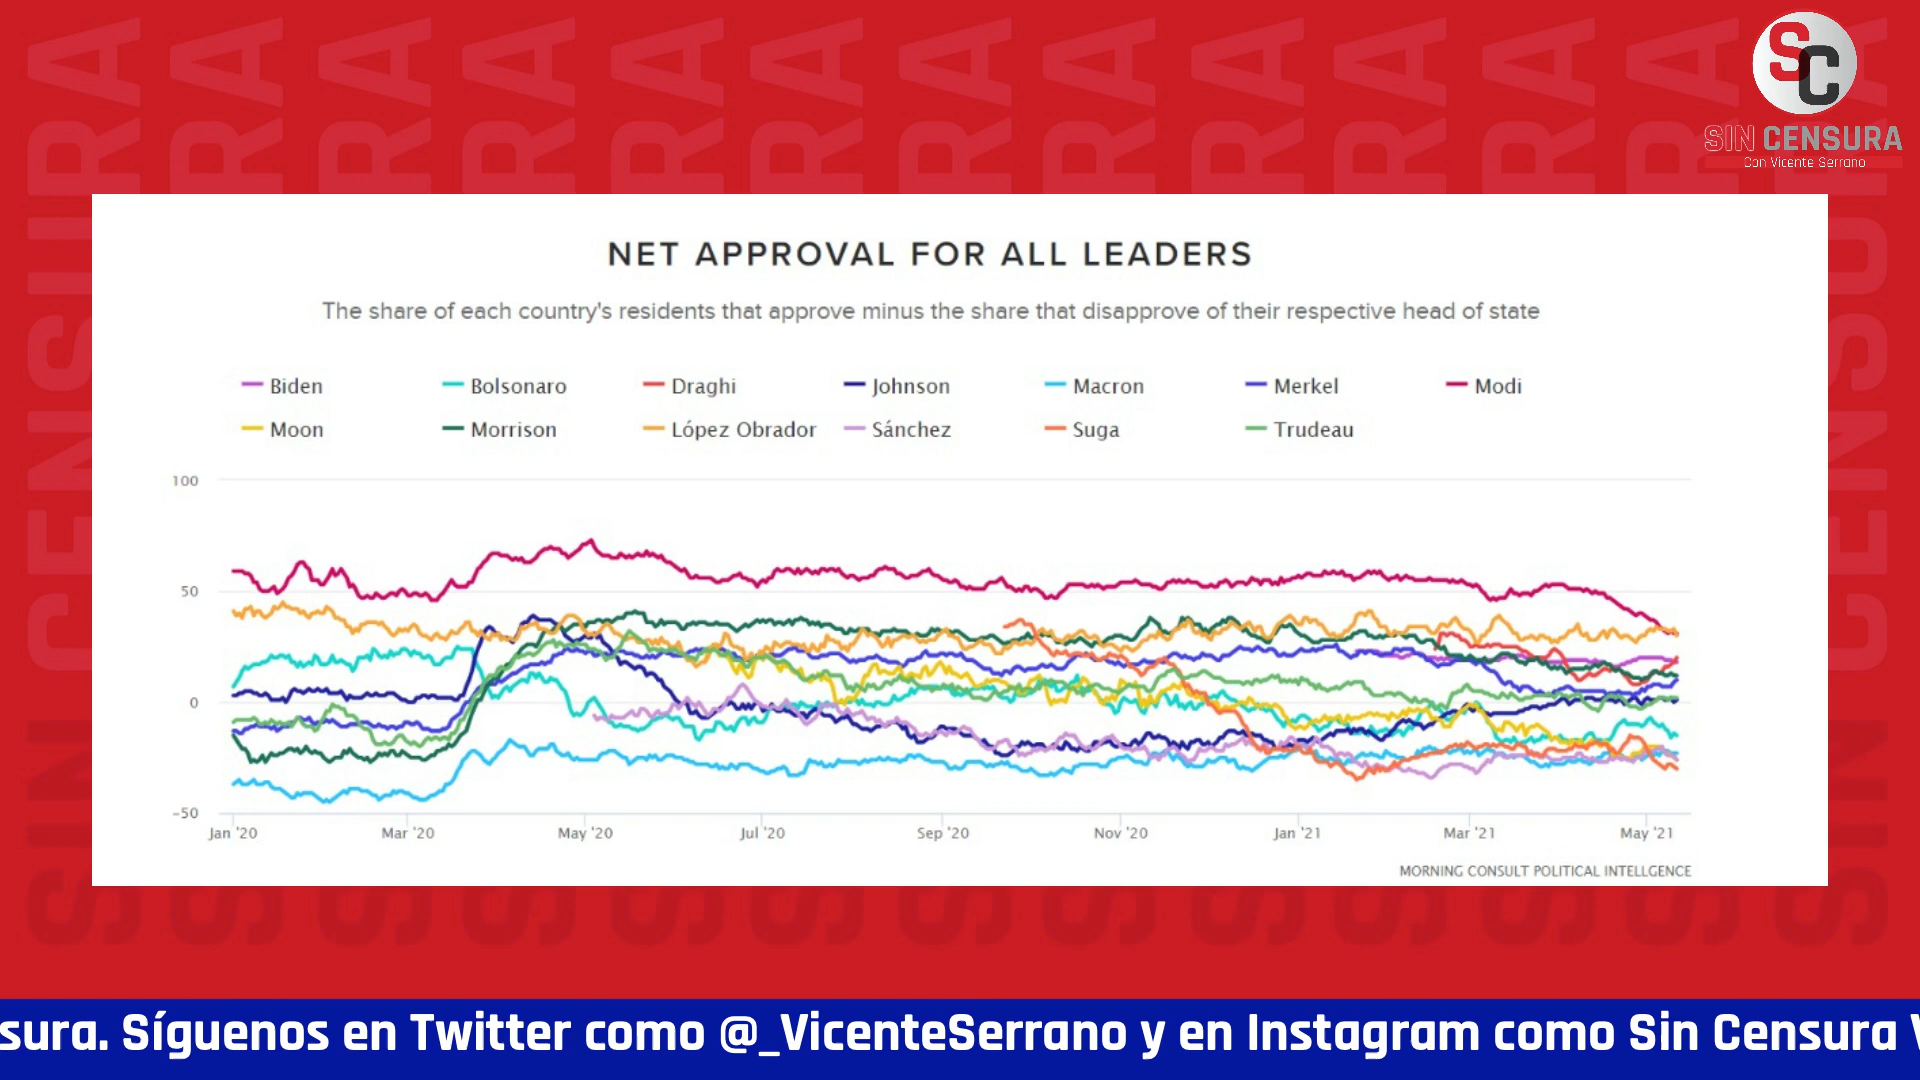 SC
SIN CENSURA
Con Vicente Serrano
NET APPROVAL FOR ALL LEADERS
The share of each country's residents that approve minus the share that disapprove of their respective head of state
Biden Bolsonaro Draghi Johnson Macron Merkel Modi
Moon Morrison López Obrador Sánchez Suga Trudeau
100
50
0
-50
Jan '20 Mar '20 May '20 Jul '20 Sep '20 Nov '20 Jan '21 Mar '21 May '21
MORNING CONSULT POLITICAL INTELLGENCE
sura. Síguenos en Twitter como @_VicenteSerrano y en Instagram como Sin Censura V